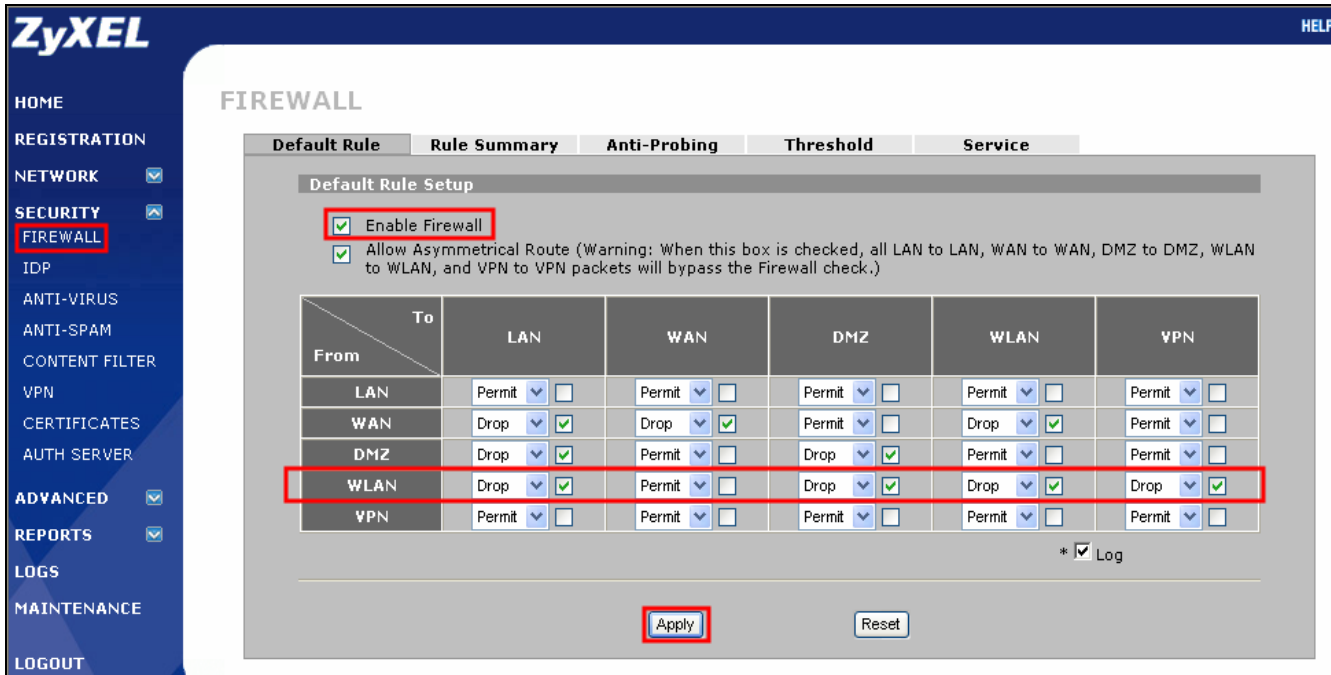 ZyXEL
HELP
HOME
REGISTRATION
NETWORK
SECURITY
FIREWALL
IDP
ANTI-VIRUS
ANTI-SPAM
CONTENT FILTER
VPN
CERTIFICATES
AUTH SERVER
ADVANCED
REPORTS
LOGS
MAINTENANCE
LOGOUT
FIREWALL
Default Rule Rule Summary Anti-Probing Threshold Service
Default Rule Setup
Enable Firewall
Allow Asymmetrical Route (Warning: When this box is checked, all LAN to LAN, WAN to WAN, DMZ to DMZ, WLAN
to WLAN, and VPN to VPN packets will bypass the Firewall check.)
To
From
LAN WAN DMZ WLAN VPN
LAN Permit Permit Permit Permit Permit
WAN Drop Drop Permit Drop Permit
DMZ Drop Permit Drop Permit Permit
WLAN Drop Permit Drop Drop Drop
VPN Permit Permit Permit Permit Permit
* Log
Apply Reset